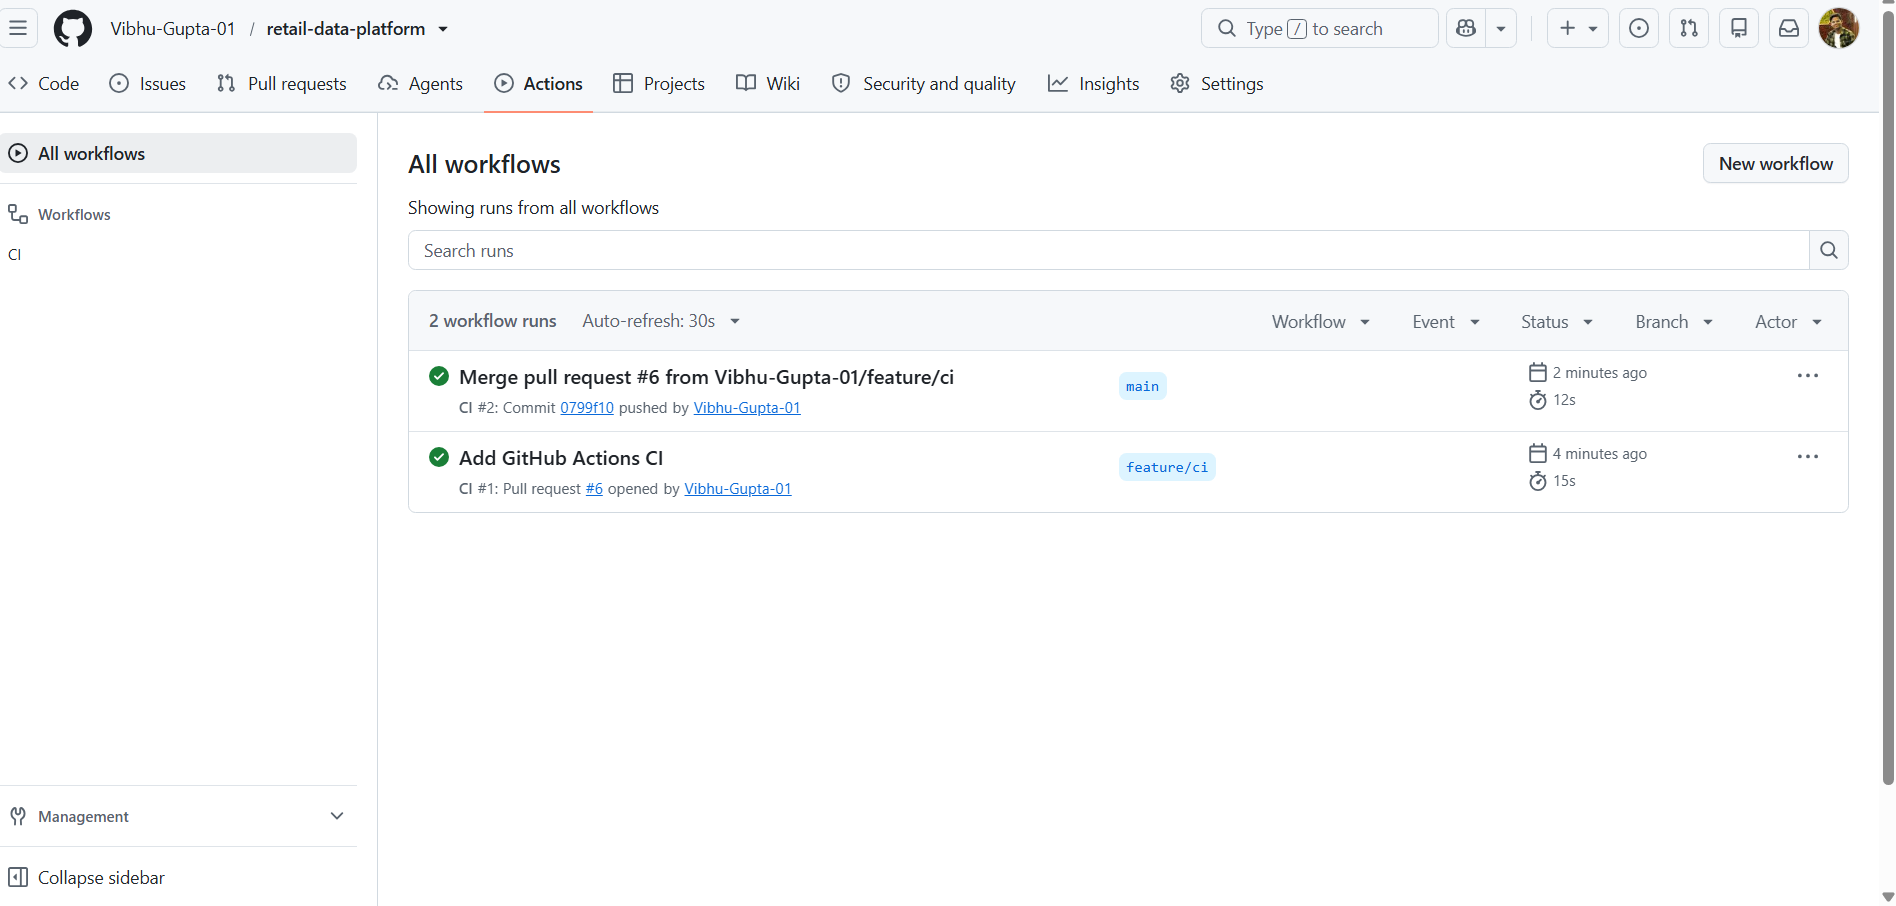 Vibhu-Gupta-01 / retail-data-platform
Type / to search
Code
Issues
Pull requests
Agents
Actions
Projects
Wiki
Security and quality
Insights
Settings
All workflows
Workflows
CI
Management
Collapse sidebar
All workflows
New workflow
Showing runs from all workflows
Search runs
2 workflow runs
Auto-refresh: 30s
Workflow
Event
Status
Branch
Actor
Merge pull request #6 from Vibhu-Gupta-01/feature/ci
CI #2: Commit 0799f10 pushed by Vibhu-Gupta-01
main
2 minutes ago
12s
Add GitHub Actions CI
CI #1: Pull request #6 opened by Vibhu-Gupta-01
feature/ci
4 minutes ago
15s